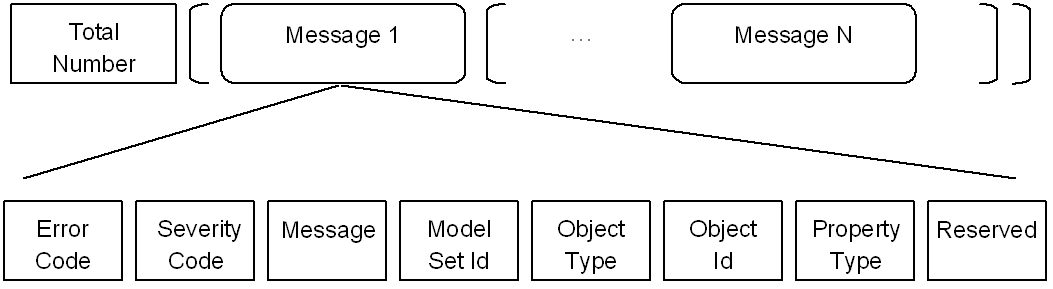 Total
Number
Message 1
...
Message N
Error
Code
Severity
Code
Message
Model
Set Id
Object
Type
Object
Id
Property
Type
Reserved